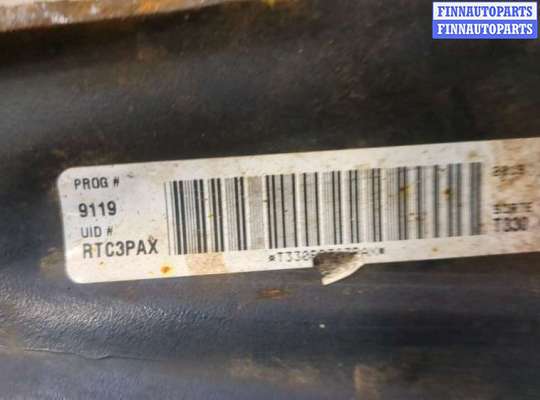 FINNAUTOPARTS
FINNAUTOPARTS
PROG #
9119
UID #
RTC3PAX
T330